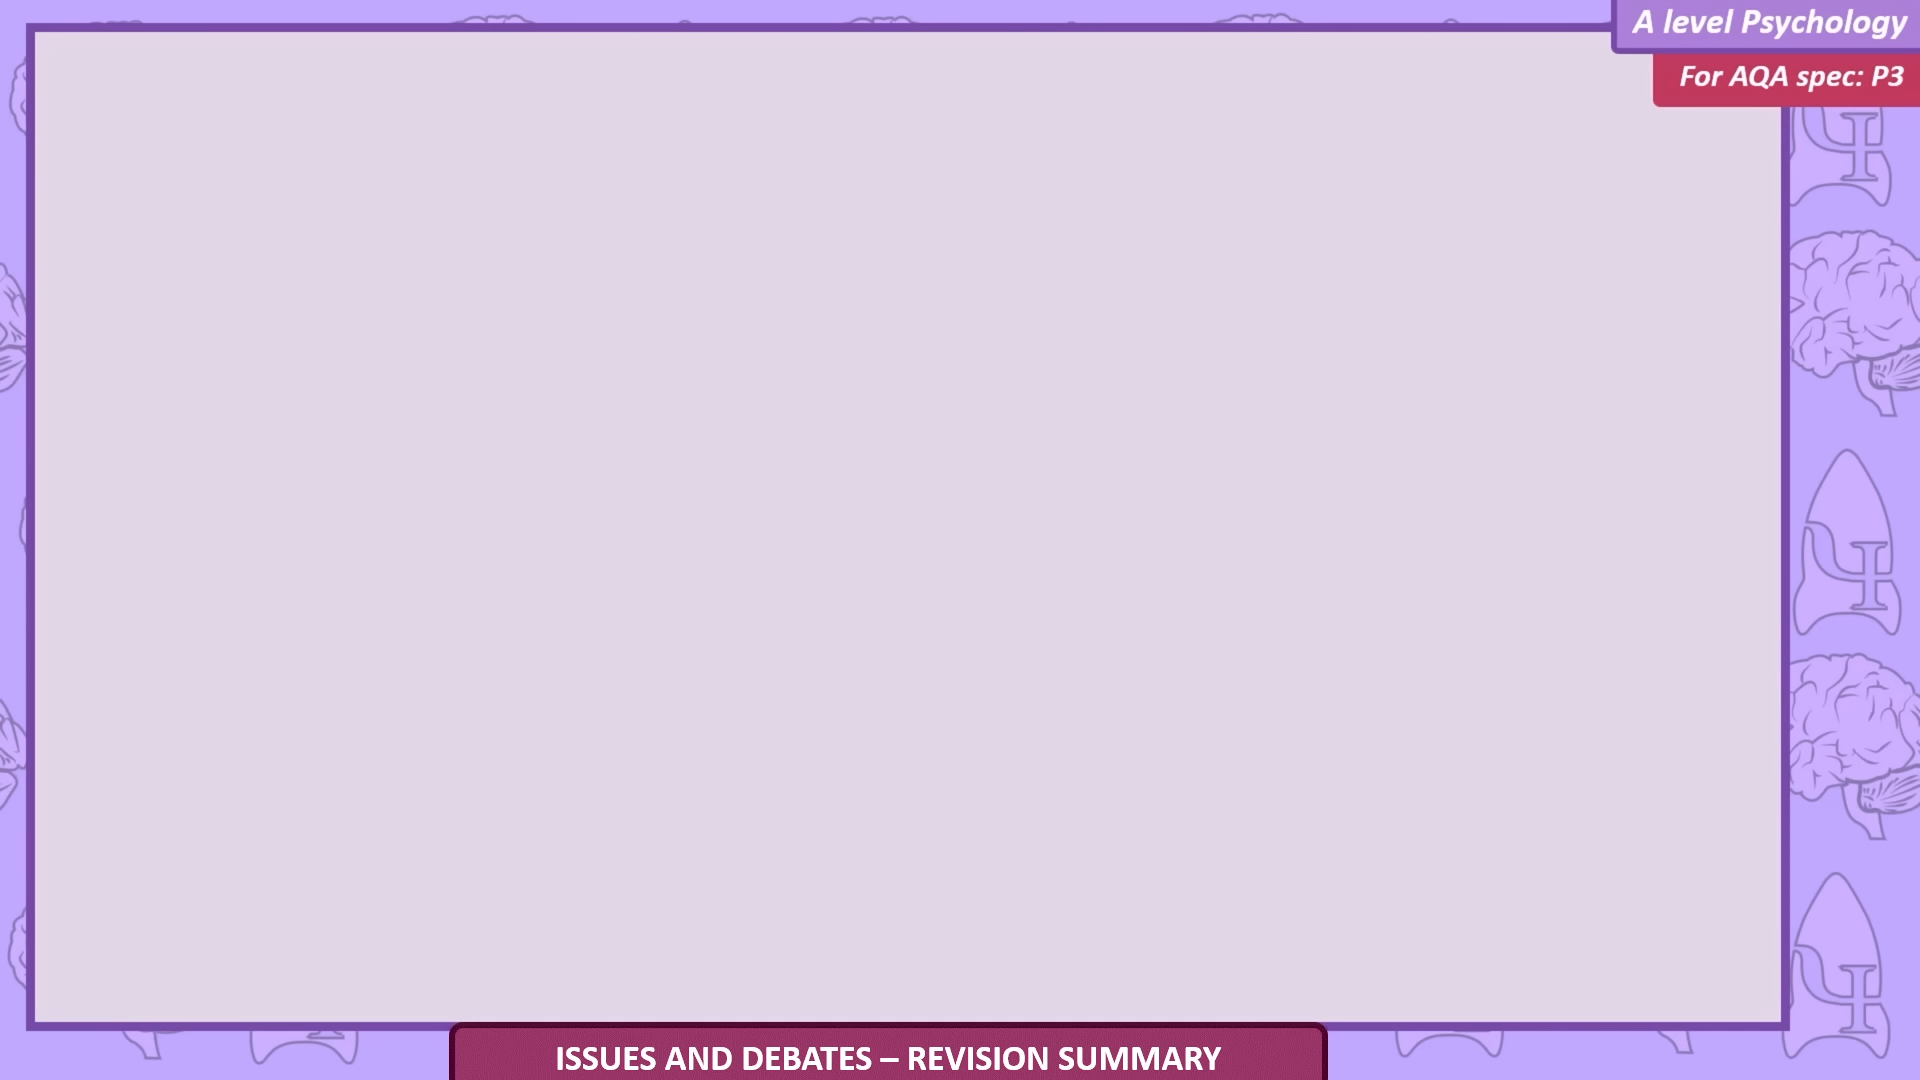 A level Psychology
For AQA spec: P3
ISSUES AND DEBATES – REVISION SUMMARY